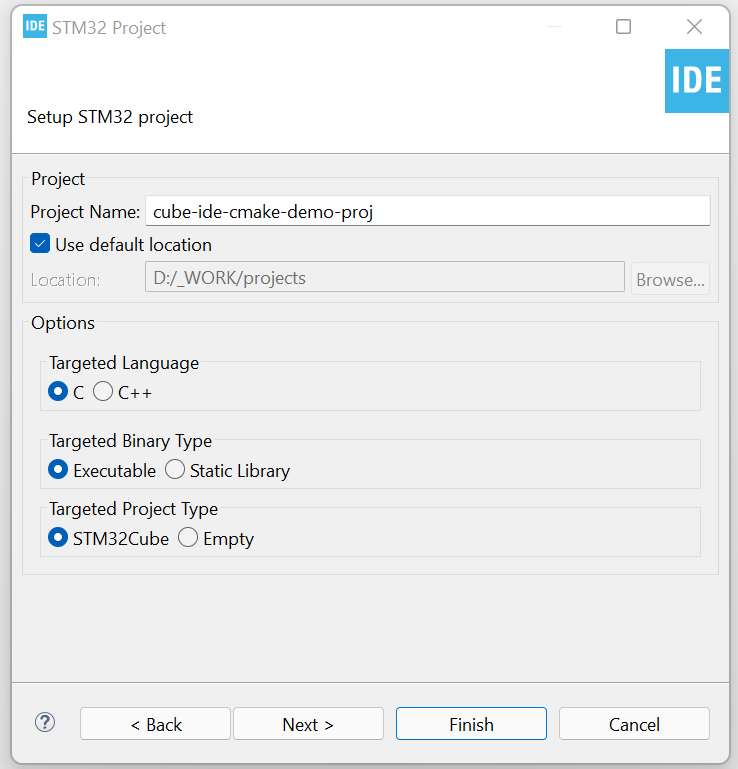 IDE STM32 Project
IDE
Setup STM32 project
Project
Project Name: cube-ide-cmake-demo-proj
Use default location
Location: D:/_WORK/projects Browse...
Options
Targeted Language
C C++
Targeted Binary Type
Executable Static Library
Targeted Project Type
STM32Cube Empty
? < Back Next > Finish Cancel